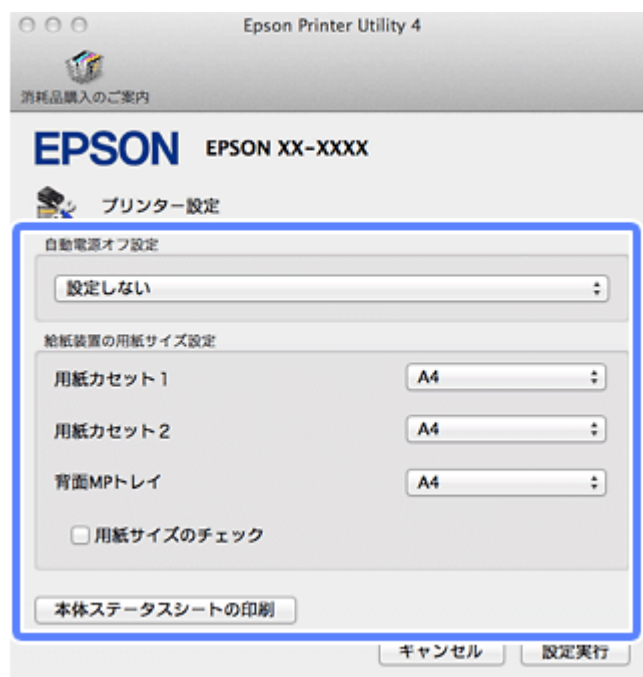 Epson Printer Utility 4
消耗品購入のご案内
EPSON EPSON XX-XXXX
プリンター設定
自動電源オフ設定
設定しない
給紙装置の用紙サイズ設定
用紙カセット1 A4
用紙カセット2 A4
背面MPトレイ A4
用紙サイズのチェック
本体ステータスシートの印刷
キャンセル 設定実行